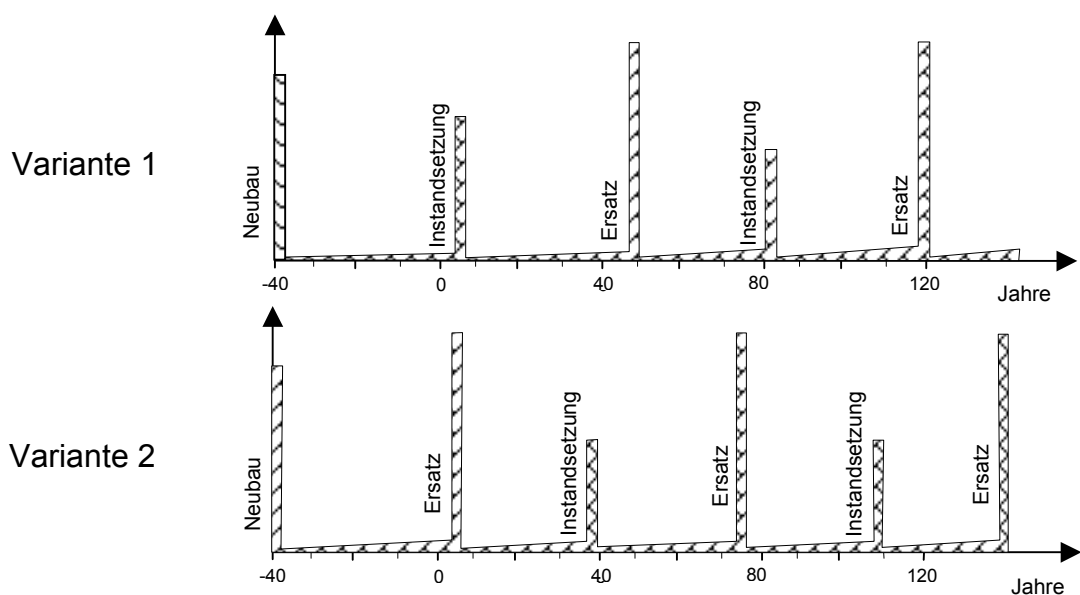 Variante 1
Neubau
Instandsetzung
Ersatz
Instandsetzung
Ersatz
-40
0
40
80
120
Jahre
Variante 2
Neubau
Ersatz
Instandsetzung
Ersatz
Instandsetzung
Ersatz
-40
0
40
80
120
Jahre